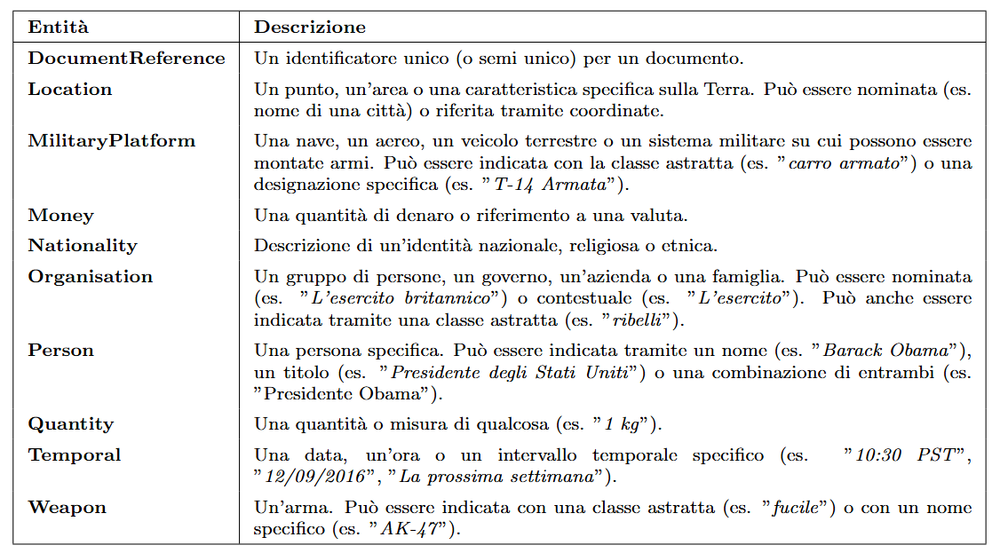 Entità Descrizione
DocumentReference Un identificatore unico (o semi unico) per un documento.
Location Un punto, un'area o una caratteristica specifica sulla Terra. Può essere nominata (es.
nome di una città) o riferita tramite coordinate.
MilitaryPlatform Una nave, un aereo, un veicolo terrestre o un sistema militare su cui possono essere
montate armi. Può essere indicata con la classe astratta (es. "carro armato") o una
designazione specifica (es. "T-14 Armata").
Money Una quantità di denaro o riferimento a una valuta.
Nationality Descrizione di un'identità nazionale, religiosa o etnica.
Organisation Un gruppo di persone, un governo, un'azienda o una famiglia. Può essere nominata
(es. "L'esercito britannico") o contestuale (es. "L'esercito"). Può anche essere
indicata tramite una classe astratta (es. "ribelli").
Person Una persona specifica. Può essere indicata tramite un nome (es. "Barack Obama"),
un titolo (es. "Presidente degli Stati Uniti") o una combinazione di entrambi (es.
"Presidente Obama").
Quantity Una quantità o misura di qualcosa (es. "1 kg").
Temporal Una data, un'ora o un intervallo temporale specifico (es. "10:30 PST",
"12/09/2016", "La prossima settimana").
Weapon Un'arma. Può essere indicata con una classe astratta (es. "fucile") o con un nome
specifico (es. "AK-47").